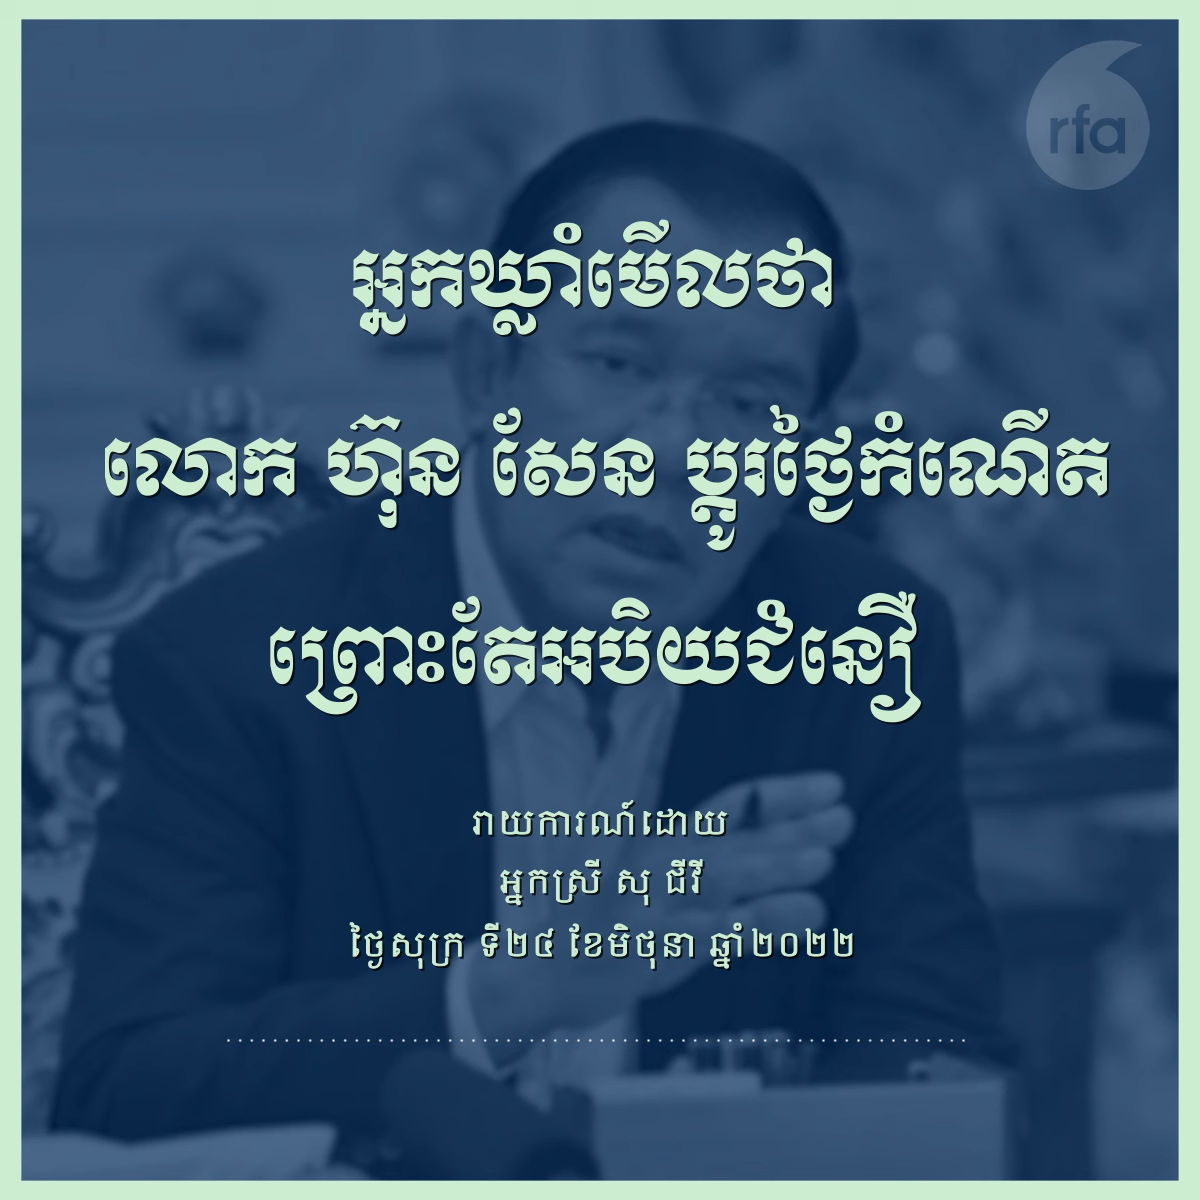 rfa
អ្នកឃ្លាំមើលថា
លោក ហ៊ុន សែន ប្ដូរថ្ងៃកំណើត
ព្រោះតែអបិយជំនឿ
រាយការណ៍ដោយ
អ្នកស្រី សុ ជីវី
ថ្ងៃសុក្រ ទី២៤ ខែមិថុនា ឆ្នាំ២០២២